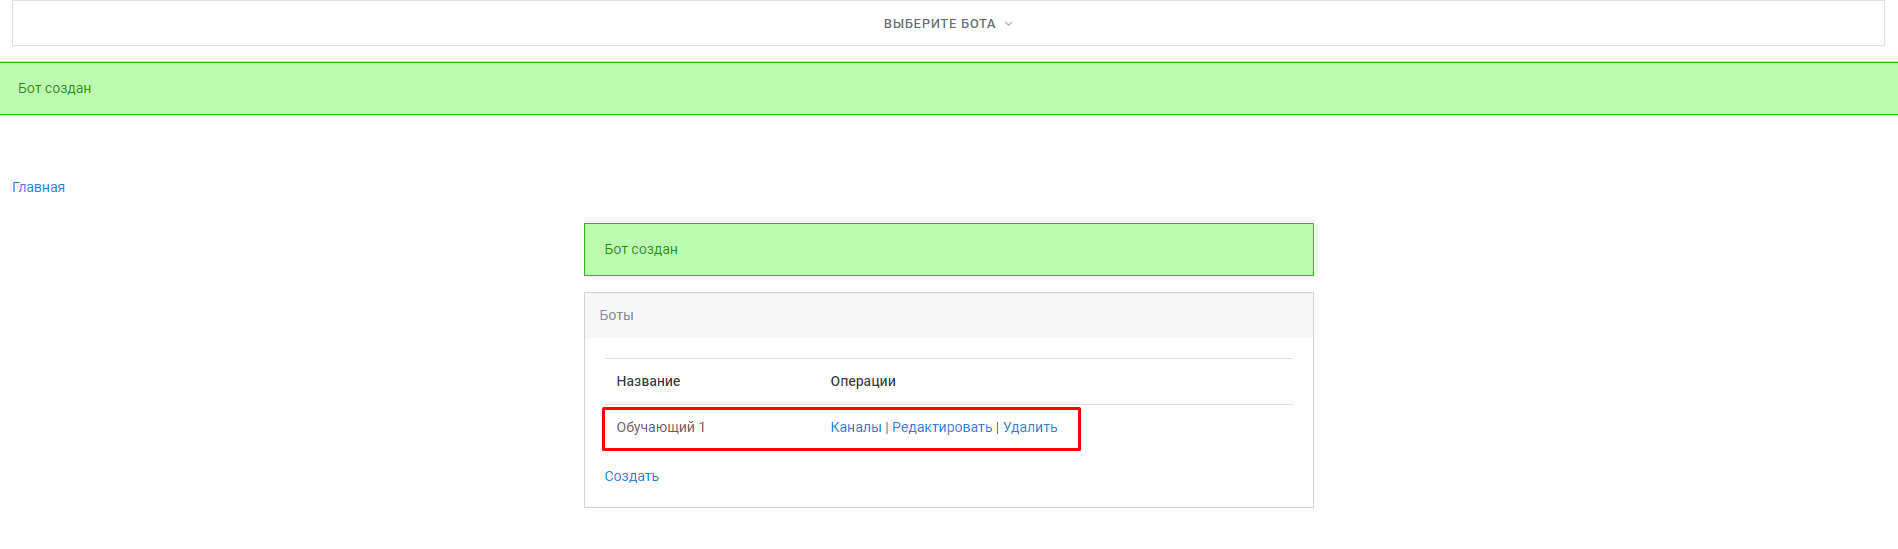 ВЫБЕРИТЕ БОТА
Бот создан
Главная
Бот создан
Боты
Название Операции
Обучающий 1 Каналы | Редактировать | Удалить
Создать